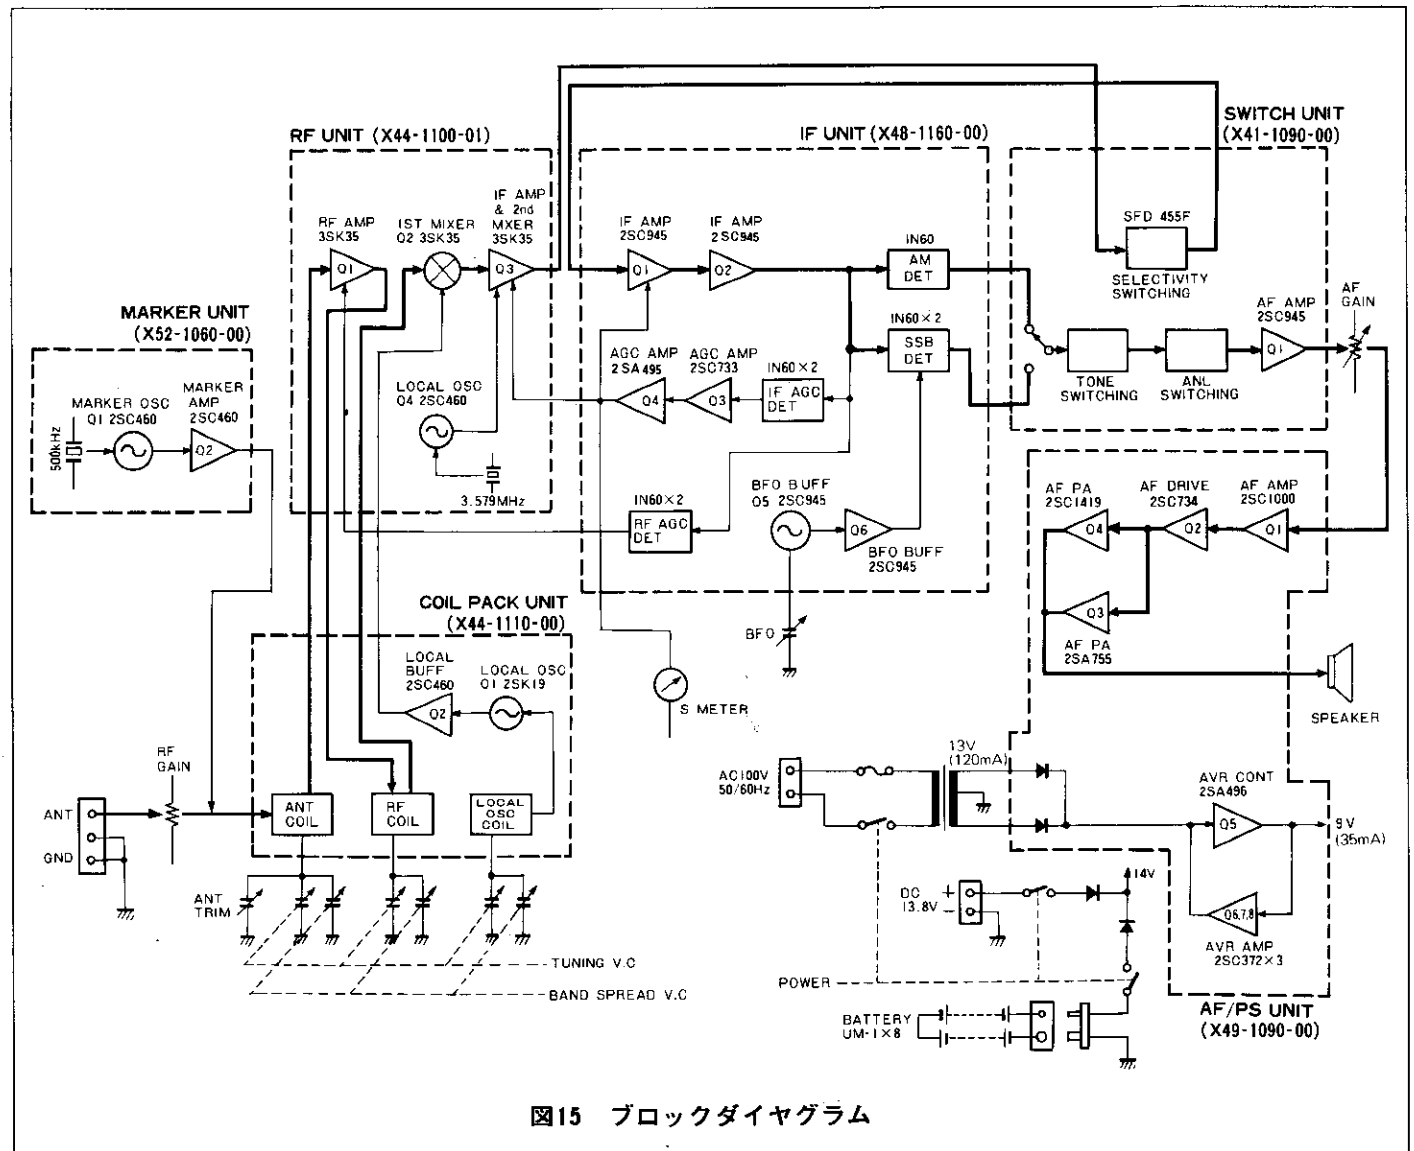 SWITCH UNIT
(X41-1090-00)
RF UNIT (X44-1100-01)
IF UNIT (X48-1160-00)
RF AMP
3SK35
1ST MIXER
Q2 3SK35
IF AMP
& 2nd
MXER
3SK35
IF AMP
2SC945
IF AMP
2SC945
IN60
AM
DET
SFD 455F
SELECTIVITY
SWITCHING
Q1
Q3
Q1
Q2
MARKER UNIT
(X52-1060-00)
IN60×2
SSB
DET
AF AMP
2SC945
AF
GAIN
Q1
TONE
SWITCHING
ANL
SWITCHING
MARKER OSC
Q1 2SC460
MARKER
AMP
2SC460
500kHz
Q2
LOCAL OSC
Q4 2SC460
3.579MHz
AGC AMP
2SA495
AGC AMP
2SC733
IN60×2
IF AGC
DET
Q4
Q3
IN60×2
RF AGC
DET
BFO BUFF
Q5 2SC945
Q6
BFO BUFF
2SC945
BFO
AF PA
2SC1419
AF DRIVE
2SC734
AF AMP
2SC1000
Q4
Q2
Q1
Q3
AF PA
2SA755
SPEAKER
COIL PACK UNIT
(X44-1110-00)
LOCAL
BUFF
2SC460
LOCAL OSC
Q1 2SK19
Q2
S METER
RF
GAIN
ANT
GND
ANT
COIL
RF
COIL
LOCAL
OSC
COIL
ANT
TRIM
TUNING V.C
BAND SPREAD V.C
AC100V
50/60Hz
13V
(120mA)
AVR CONT
2SA496
Q5
9V
(35mA)
DC
13.8V
+
−
14V
Q6,7,8
AVR AMP
2SC372×3
POWER
BATTERY
UM-1×8
AF/PS UNIT
(X49-1090-00)
図15 ブロックダイヤグラム